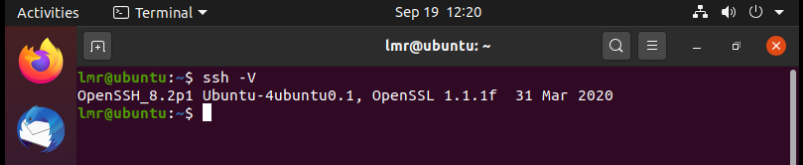 Activities Terminal Sep 19 12:20
lmr@ubuntu: ~
lmr@ubuntu:~$ ssh -V
OpenSSH_8.2p1 Ubuntu-4ubuntu0.1, OpenSSL 1.1.1f  31 Mar 2020
lmr@ubuntu:~$